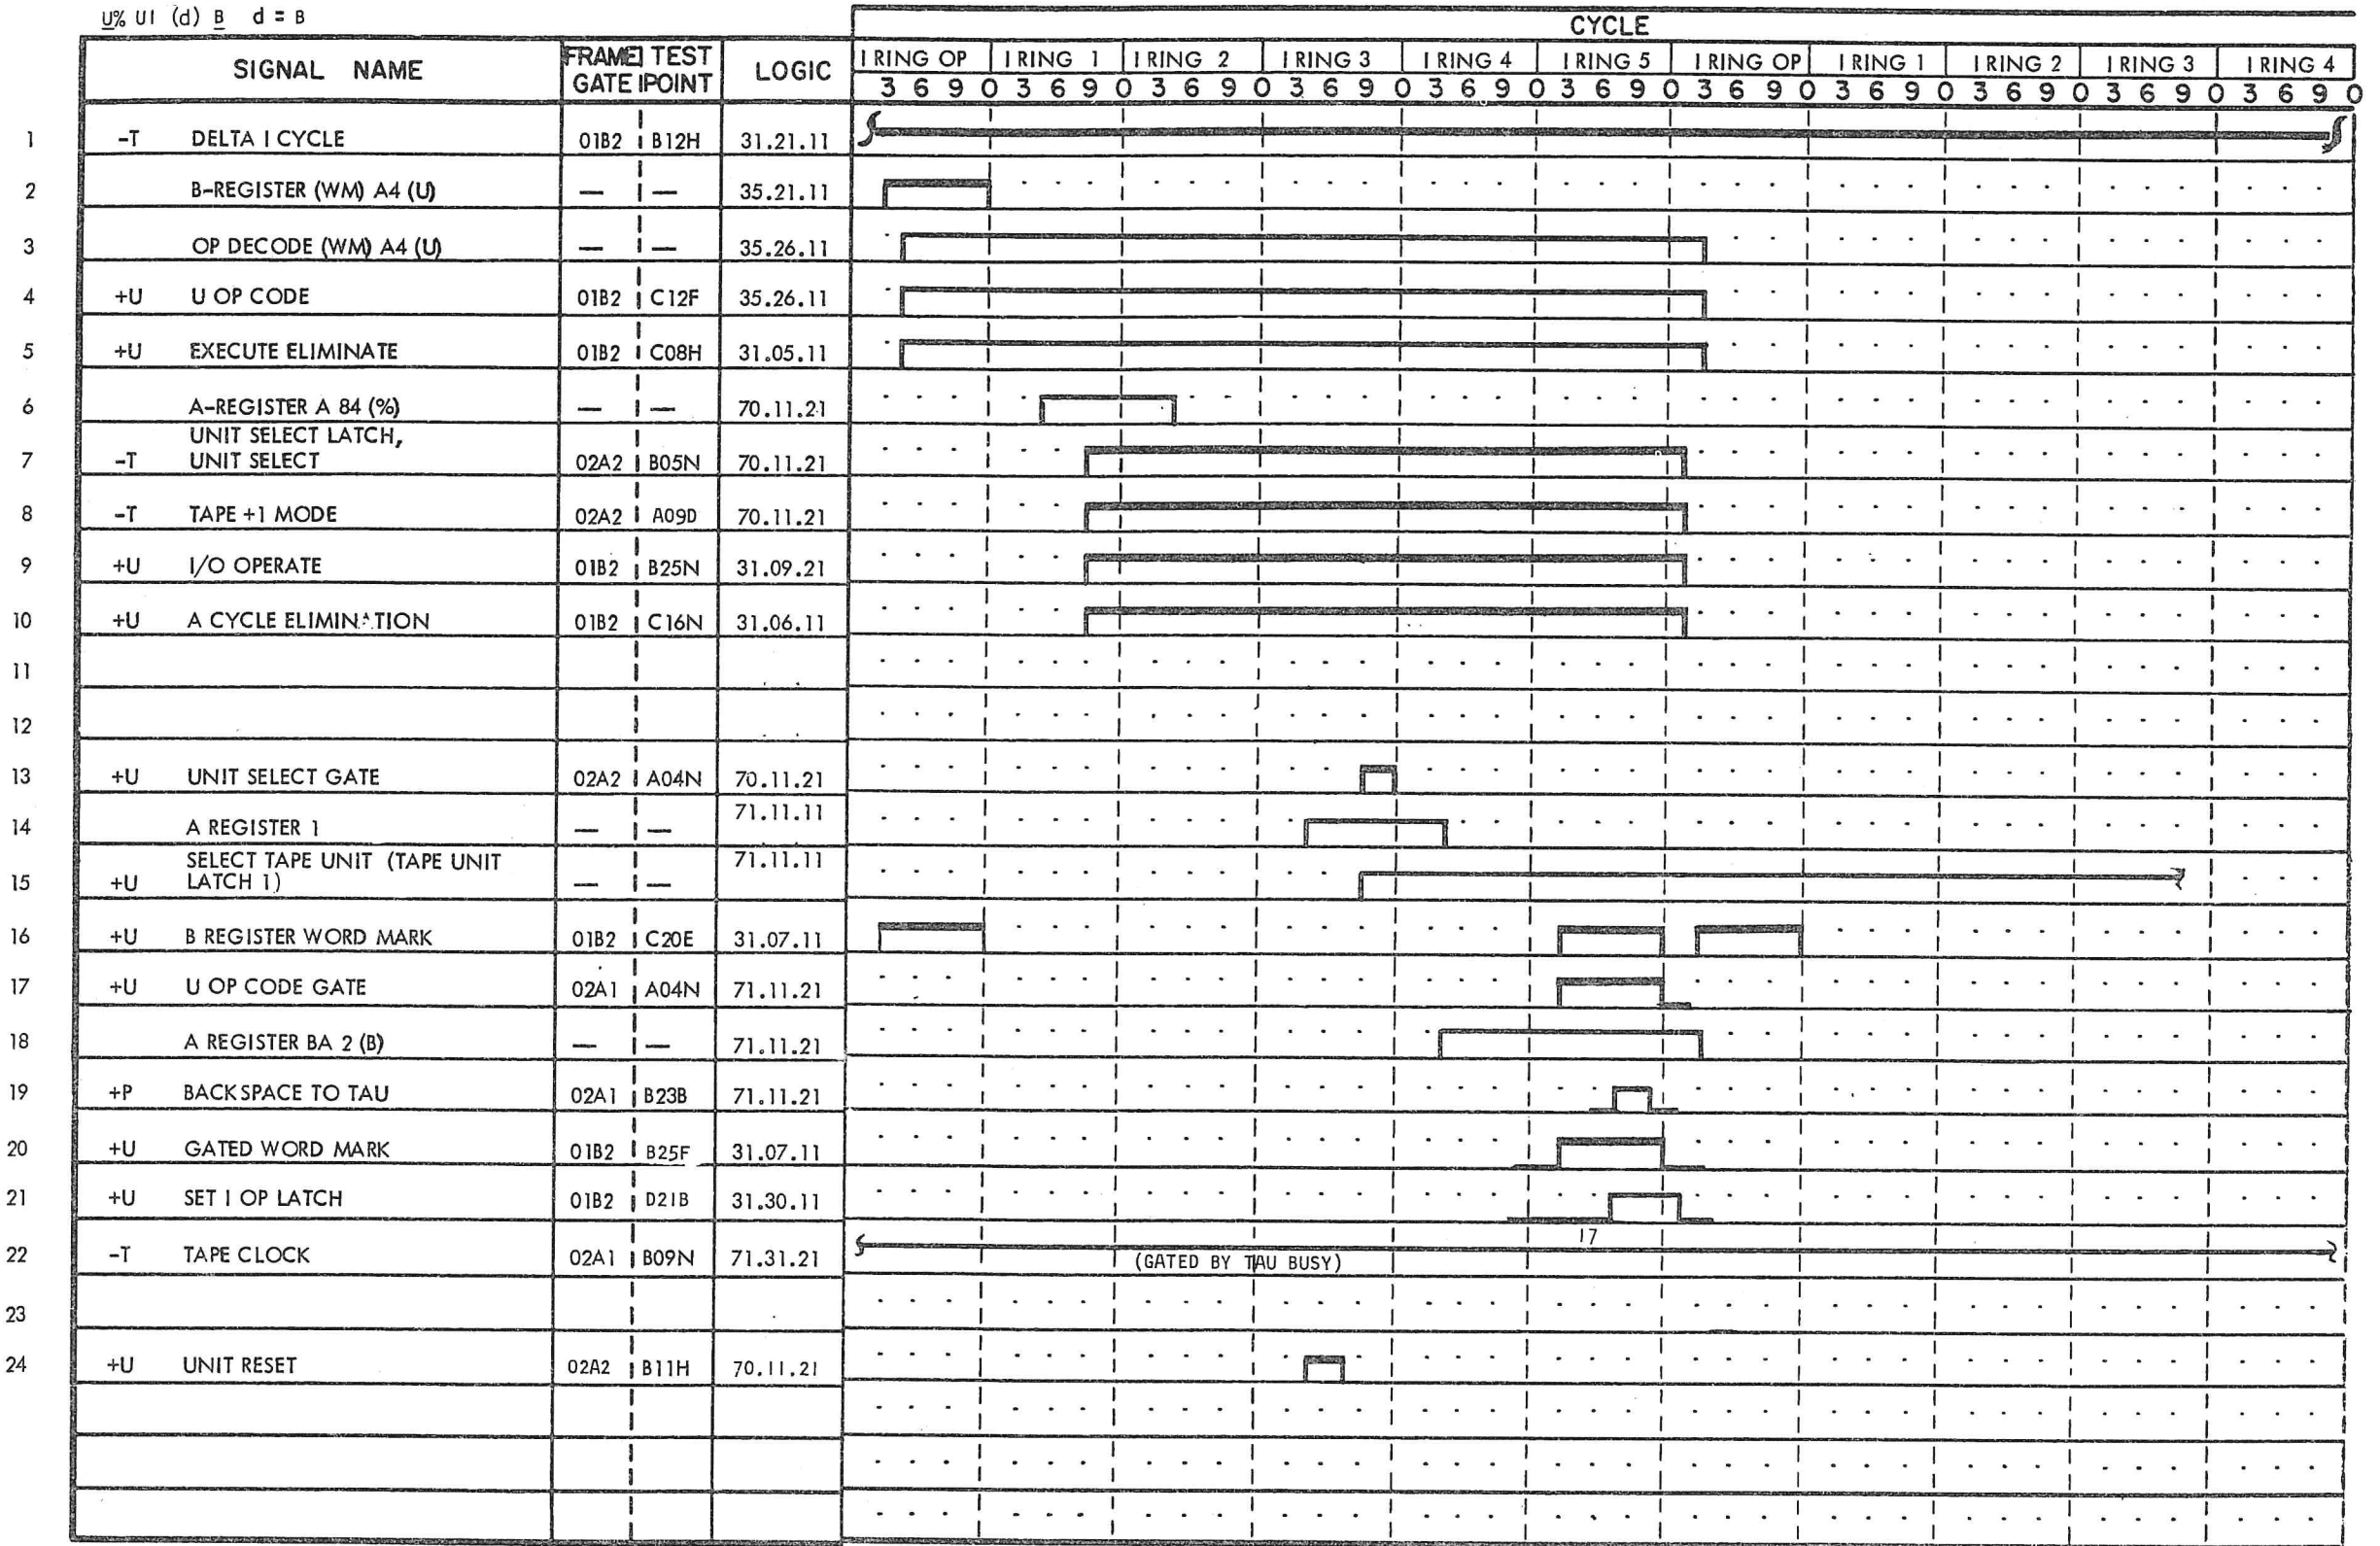 U% U1 (d) B d = B
CYCLE
SIGNAL NAME FRAME GATE TEST POINT LOGIC I RING OP I RING 1 I RING 2 I RING 3 I RING 4 I RING 5 I RING OP I RING 1 I RING 2 I RING 3 I RING 4
3 6 9 0 3 6 9 0 3 6 9 0 3 6 9 0 3 6 9 0 3 6 9 0 3 6 9 0 3 6 9 0 3 6 9 0 3 6 9 0 3 6 9 0
1 -T DELTA I CYCLE 01B2 B12H 31.21.11
2 B-REGISTER (WM) A4 (U) — — 35.21.11
3 OP DECODE (WM) A4 (U) — — 35.26.11
4 +U U OP CODE 01B2 C12F 35.26.11
5 +U EXECUTE ELIMINATE 01B2 C08H 31.05.11
6 A-REGISTER A 84 (%) — — 70.11.21
UNIT SELECT LATCH,
7 -T UNIT SELECT 02A2 B05N 70.11.21
8 -T TAPE +1 MODE 02A2 A09D 70.11.21
9 +U I/O OPERATE 01B2 B25N 31.09.21
10 +U A CYCLE ELIMINATION 01B2 C16N 31.06.11
11
12
13 +U UNIT SELECT GATE 02A2 A04N 70.11.21
14 A REGISTER 1 — — 71.11.11
SELECT TAPE UNIT (TAPE UNIT 71.11.11
15 +U LATCH 1) — —
16 +U B REGISTER WORD MARK 01B2 C20E 31.07.11
17 +U U OP CODE GATE 02A1 A04N 71.11.21
18 A REGISTER BA 2 (B) — — 71.11.21
19 +P BACKSPACE TO TAU 02A1 B23B 71.11.21
20 +U GATED WORD MARK 01B2 B25F 31.07.11
21 +U SET I OP LATCH 01B2 D21B 31.30.11
17
22 -T TAPE CLOCK 02A1 B09N 71.31.21
(GATED BY TAU BUSY)
23
24 +U UNIT RESET 02A2 B11H 70.11.21